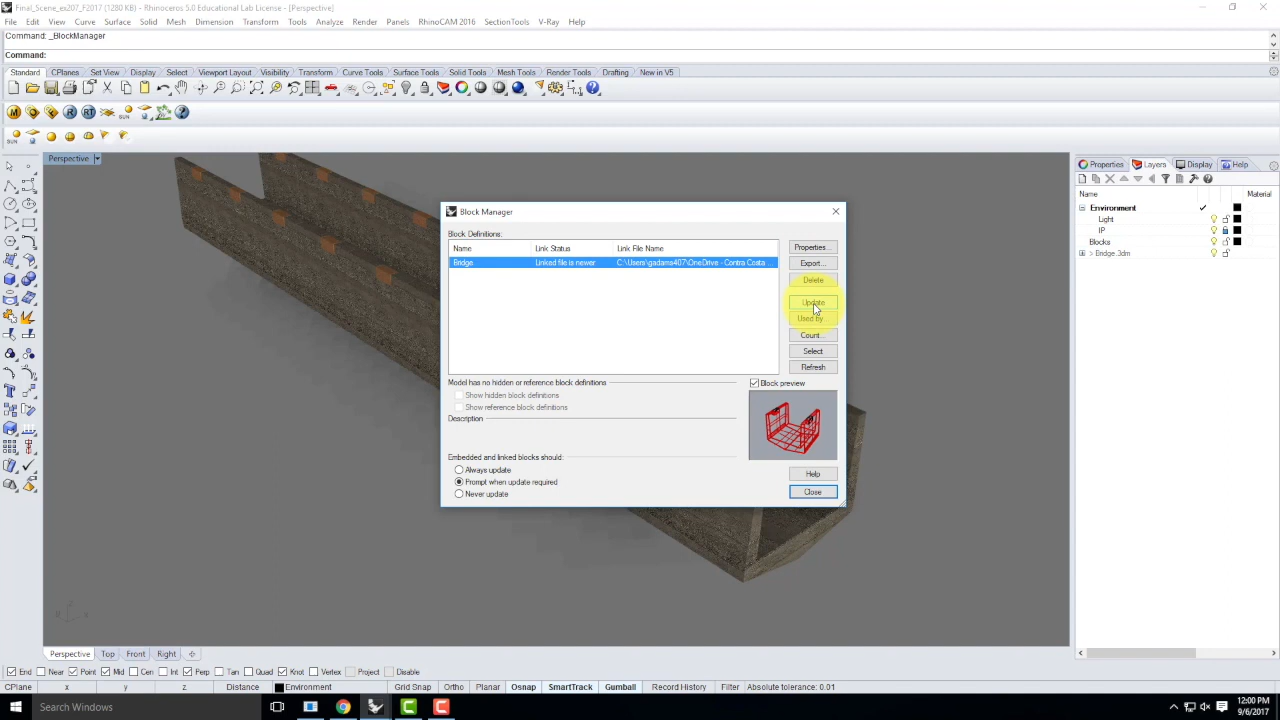 Final_Scene_ex207_F2017 (1280 KB) - Rhinoceros 5.0 Educational Lab License - [Perspective]
File Edit View Curve Surface Solid Mesh Dimension Transform Tools Analyze Render Panels RhinoCAM 2016 SectionTools V-Ray Help
Command: _BlockManager
Command:
Standard CPlanes Set View Display Select Viewport Layout Visibility Transform Curve Tools Surface Tools Solid Tools Mesh Tools Render Tools Drafting New in V5
M R RT SUN
SUN
Perspective
Properties Layers Display Help
Name Material
Environment
Light
IP
Blocks
Bridge.3dm
Block Manager
Block Definitions:
Name Link Status Link File Name
Bridge Linked file is newer C:\Users\gadams407\OneDrive - Contra Costa ...
Properties...
Export...
Delete
Update
Used by...
Count...
Select
Refresh
Model has no hidden or reference block definitions
Show hidden block definitions
Show reference block definitions
Description
Block preview
Embedded and linked blocks should:
Always update
Prompt when update required
Never update
Help
Close
Perspective Top Front Right
End Near Point Mid Cen Int Perp Tan Quad Knot Vertex Project Disable
CPlane x y z Distance Environment Grid Snap Ortho Planar Osnap SmartTrack Gumball Record History Filter Absolute tolerance: 0.01
Search Windows
12:00 PM
9/6/2017